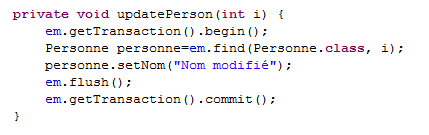 private void updatePerson(int i) {
em.getTransaction().begin();
Personne personne=em.find(Personne.class, i);
personne.setNom("Nom modifié");
em.flush();
em.getTransaction().commit();
}